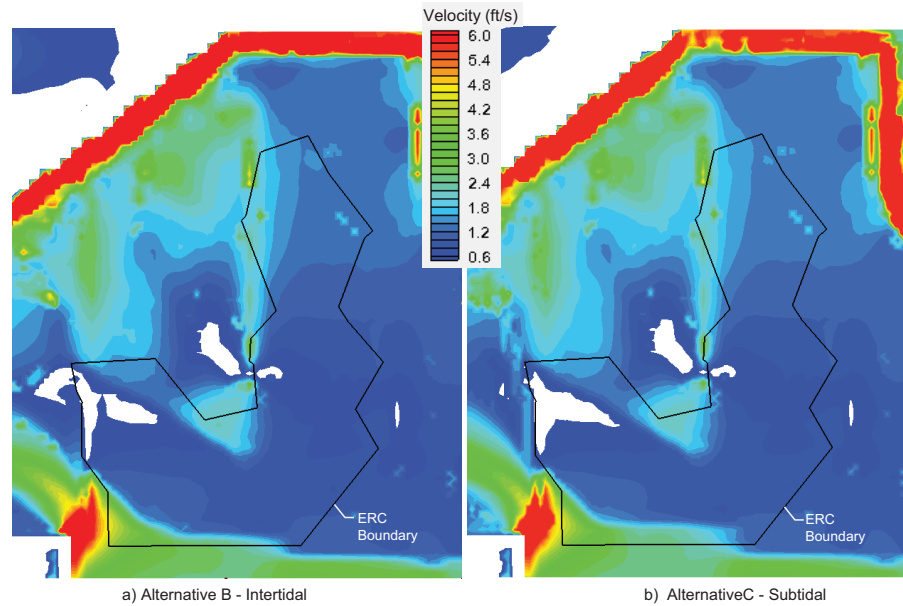 Velocity (ft/s)
6.0
5.4
4.8
4.2
3.6
3.0
2.4
1.8
1.2
0.6
ERC
Boundary
ERC
Boundary
a) Alternative B - Intertidal
b) AlternativeC - Subtidal